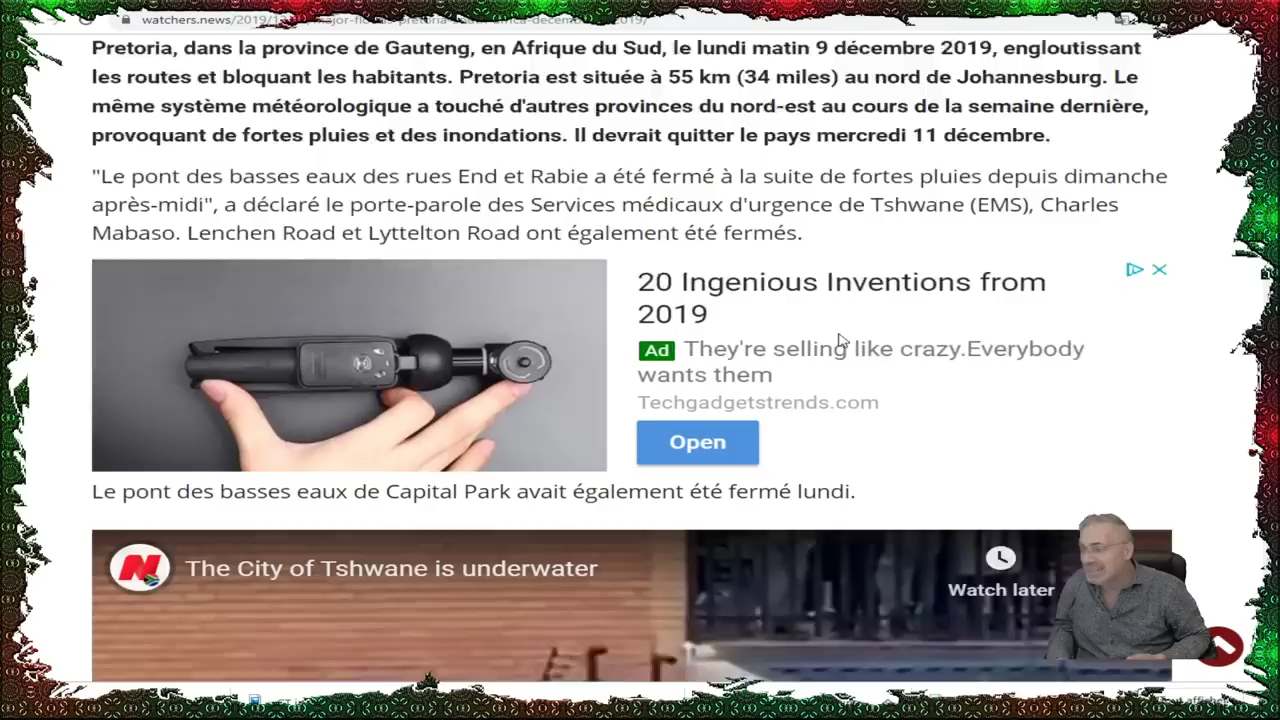 watchers.news/2019/
Pretoria, dans la province de Gauteng, en Afrique du Sud, le lundi matin 9 décembre 2019, engloutissant
les routes et bloquant les habitants. Pretoria est située à 55 km (34 miles) au nord de Johannesburg. Le
même système météorologique a touché d'autres provinces du nord-est au cours de la semaine dernière,
provoquant de fortes pluies et des inondations. Il devrait quitter le pays mercredi 11 décembre.
"Le pont des basses eaux des rues End et Rabie a été fermé à la suite de fortes pluies depuis dimanche
après-midi", a déclaré le porte-parole des Services médicaux d'urgence de Tshwane (EMS), Charles
Mabaso. Lenchen Road et Lyttelton Road ont également été fermés.
20 Ingenious Inventions from
2019
Ad They're selling like crazy.Everybody
wants them
Techgadgetstrends.com
Open
Le pont des basses eaux de Capital Park avait également été fermé lundi.
The City of Tshwane is underwater
Watch later